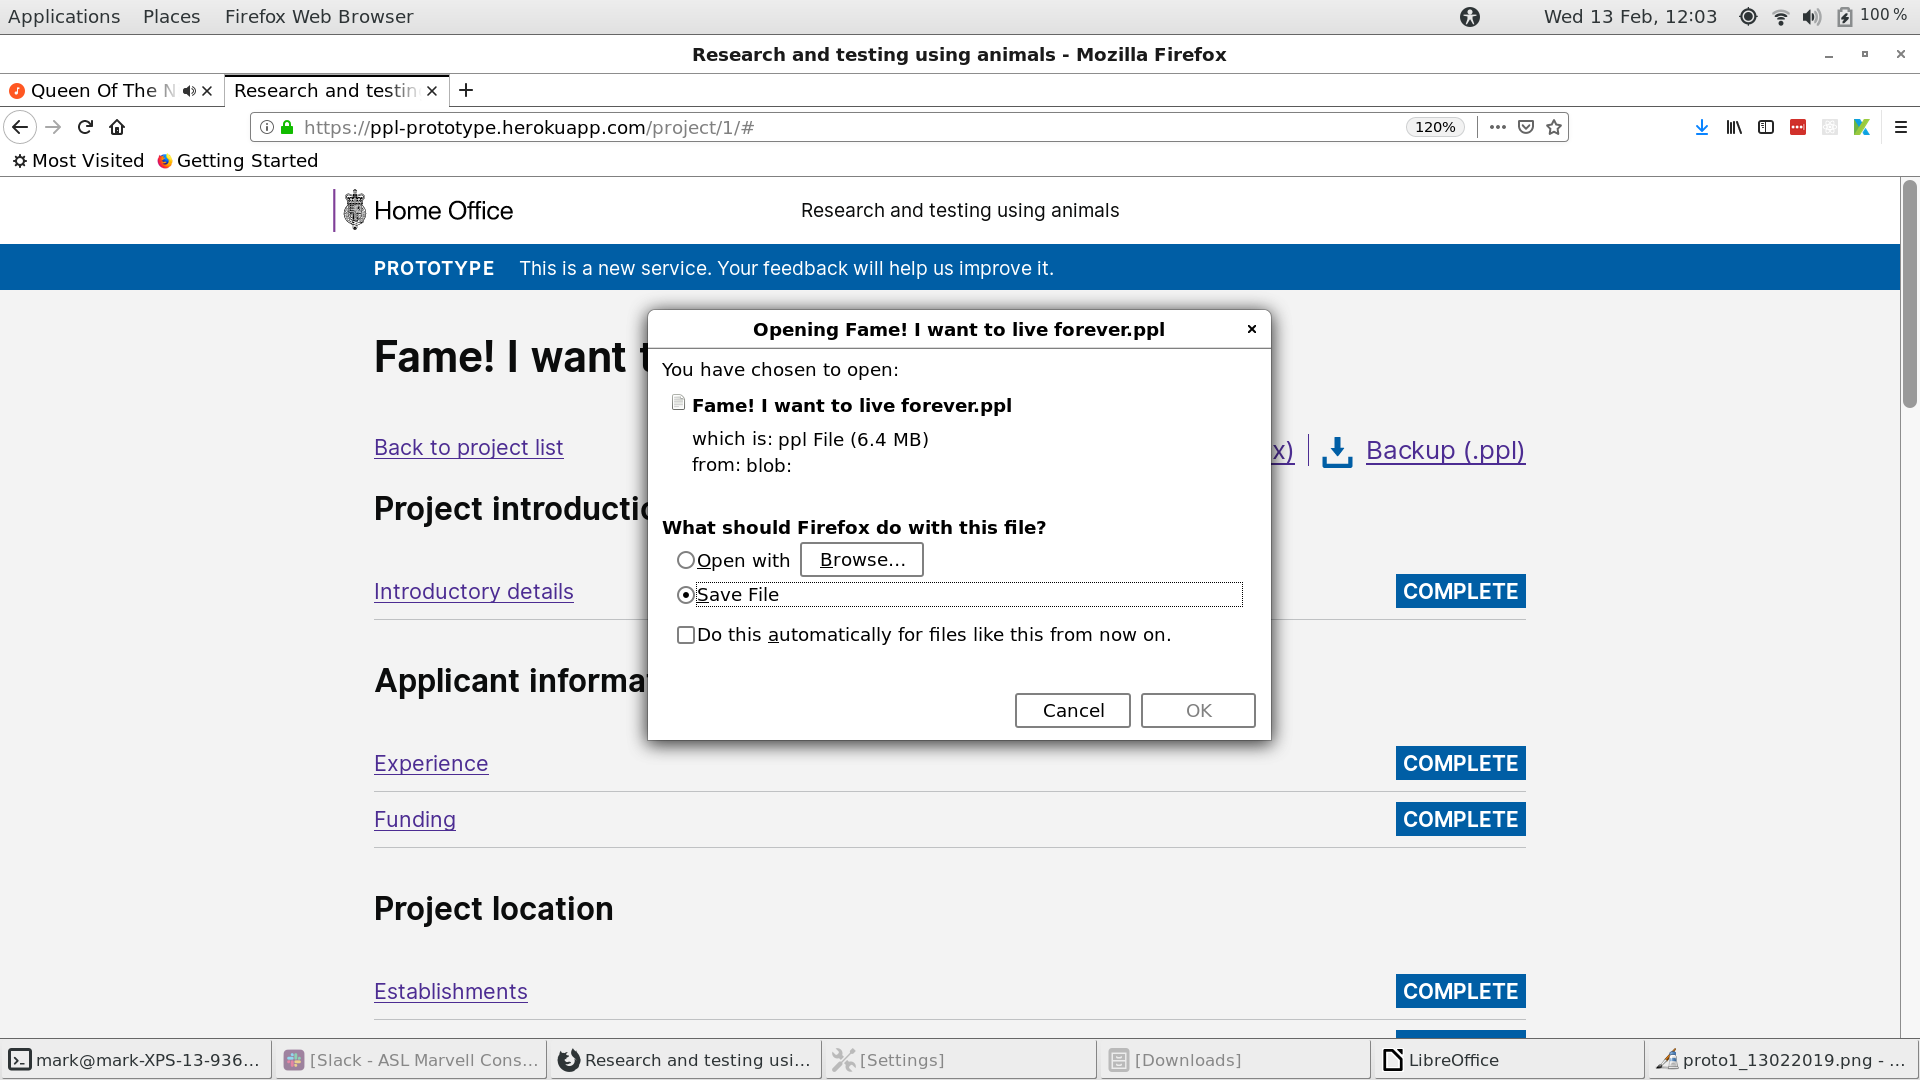 Applications Places Firefox Web Browser Wed 13 Feb, 12:03 100 %
Research and testing using animals - Mozilla Firefox
Queen Of The N Research and testin
https://ppl-prototype.herokuapp.com/project/1/# 120%
Most Visited Getting Started
Home Office Research and testing using animals
PROTOTYPE This is a new service. Your feedback will help us improve it.
Opening Fame! I want to live forever.ppl
Fame! I want t
You have chosen to open:
Fame! I want to live forever.ppl
which is: ppl File (6.4 MB)
from: blob:
Back to project list x) Backup (.ppl)
Project introductio
What should Firefox do with this file?
Open with Browse...
Save File
Introductory details COMPLETE
Do this automatically for files like this from now on.
Applicant informa
Cancel OK
Experience COMPLETE
Funding COMPLETE
Project location
Establishments COMPLETE
mark@mark-XPS-13-936... [Slack - ASL Marvell Cons... Research and testing usi... [Settings] [Downloads] LibreOffice proto1_13022019.png - ...